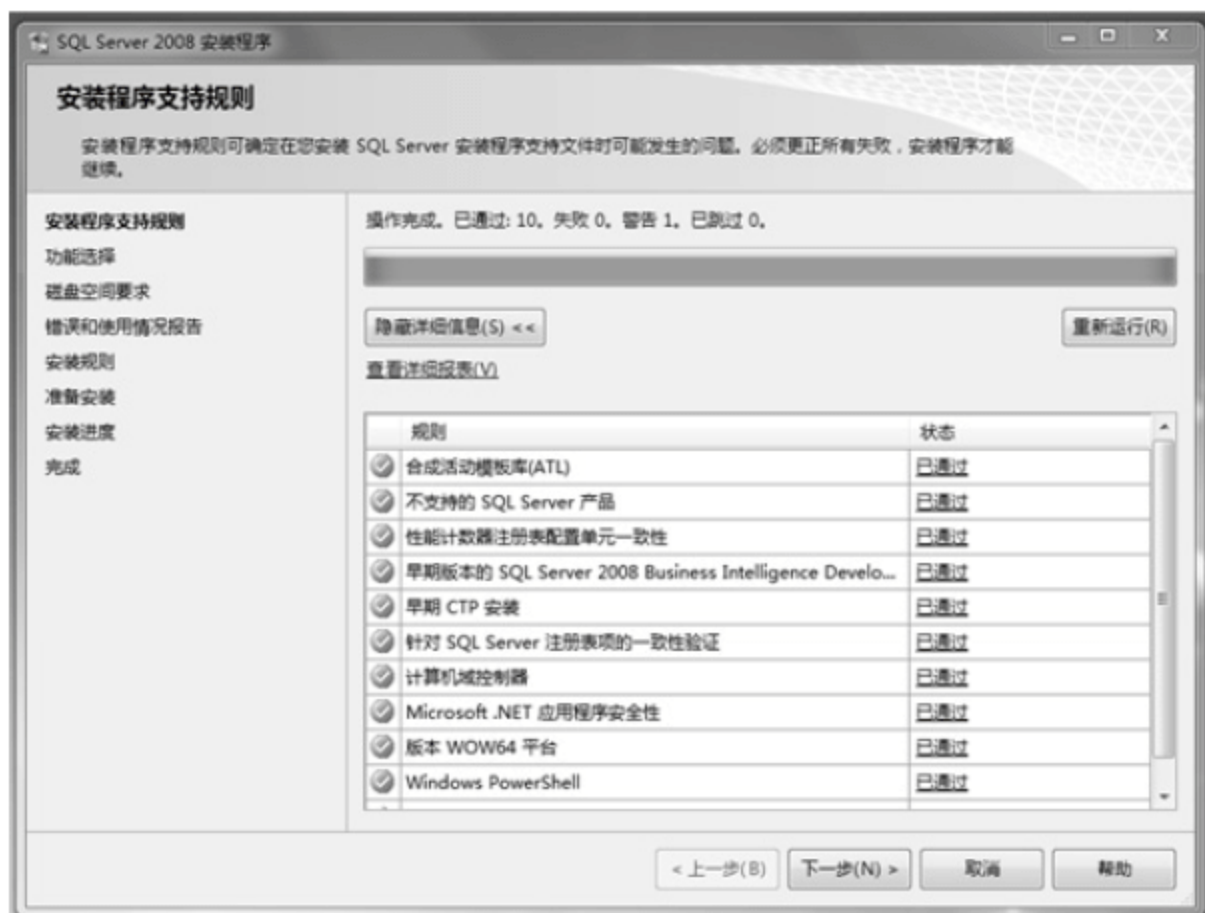 SQL Server 2008 安装程序
安装程序支持规则
安装程序支持规则可确定在您安装 SQL Server 安装程序支持文件时可能发生的问题。必须更正所有失败，安装程序才能
继续。
安装程序支持规则
功能选择
磁盘空间要求
错误和使用情况报告
安装规则
准备安装
安装进度
完成
操作完成。已通过: 10。失败 0。警告 1。已跳过 0。
隐藏详细信息(S) <<
重新运行(R)
查看详细报表(V)
规则 状态
合成活动模板库(ATL) 已通过
不支持的 SQL Server 产品 已通过
性能计数器注册表配置单元一致性 已通过
早期版本的 SQL Server 2008 Business Intelligence Develo... 已通过
早期 CTP 安装 已通过
针对 SQL Server 注册表项的一致性验证 已通过
计算机域控制器 已通过
Microsoft .NET 应用程序安全性 已通过
版本 WOW64 平台 已通过
Windows PowerShell 已通过
< 上一步(B) 下一步(N) > 取消 帮助